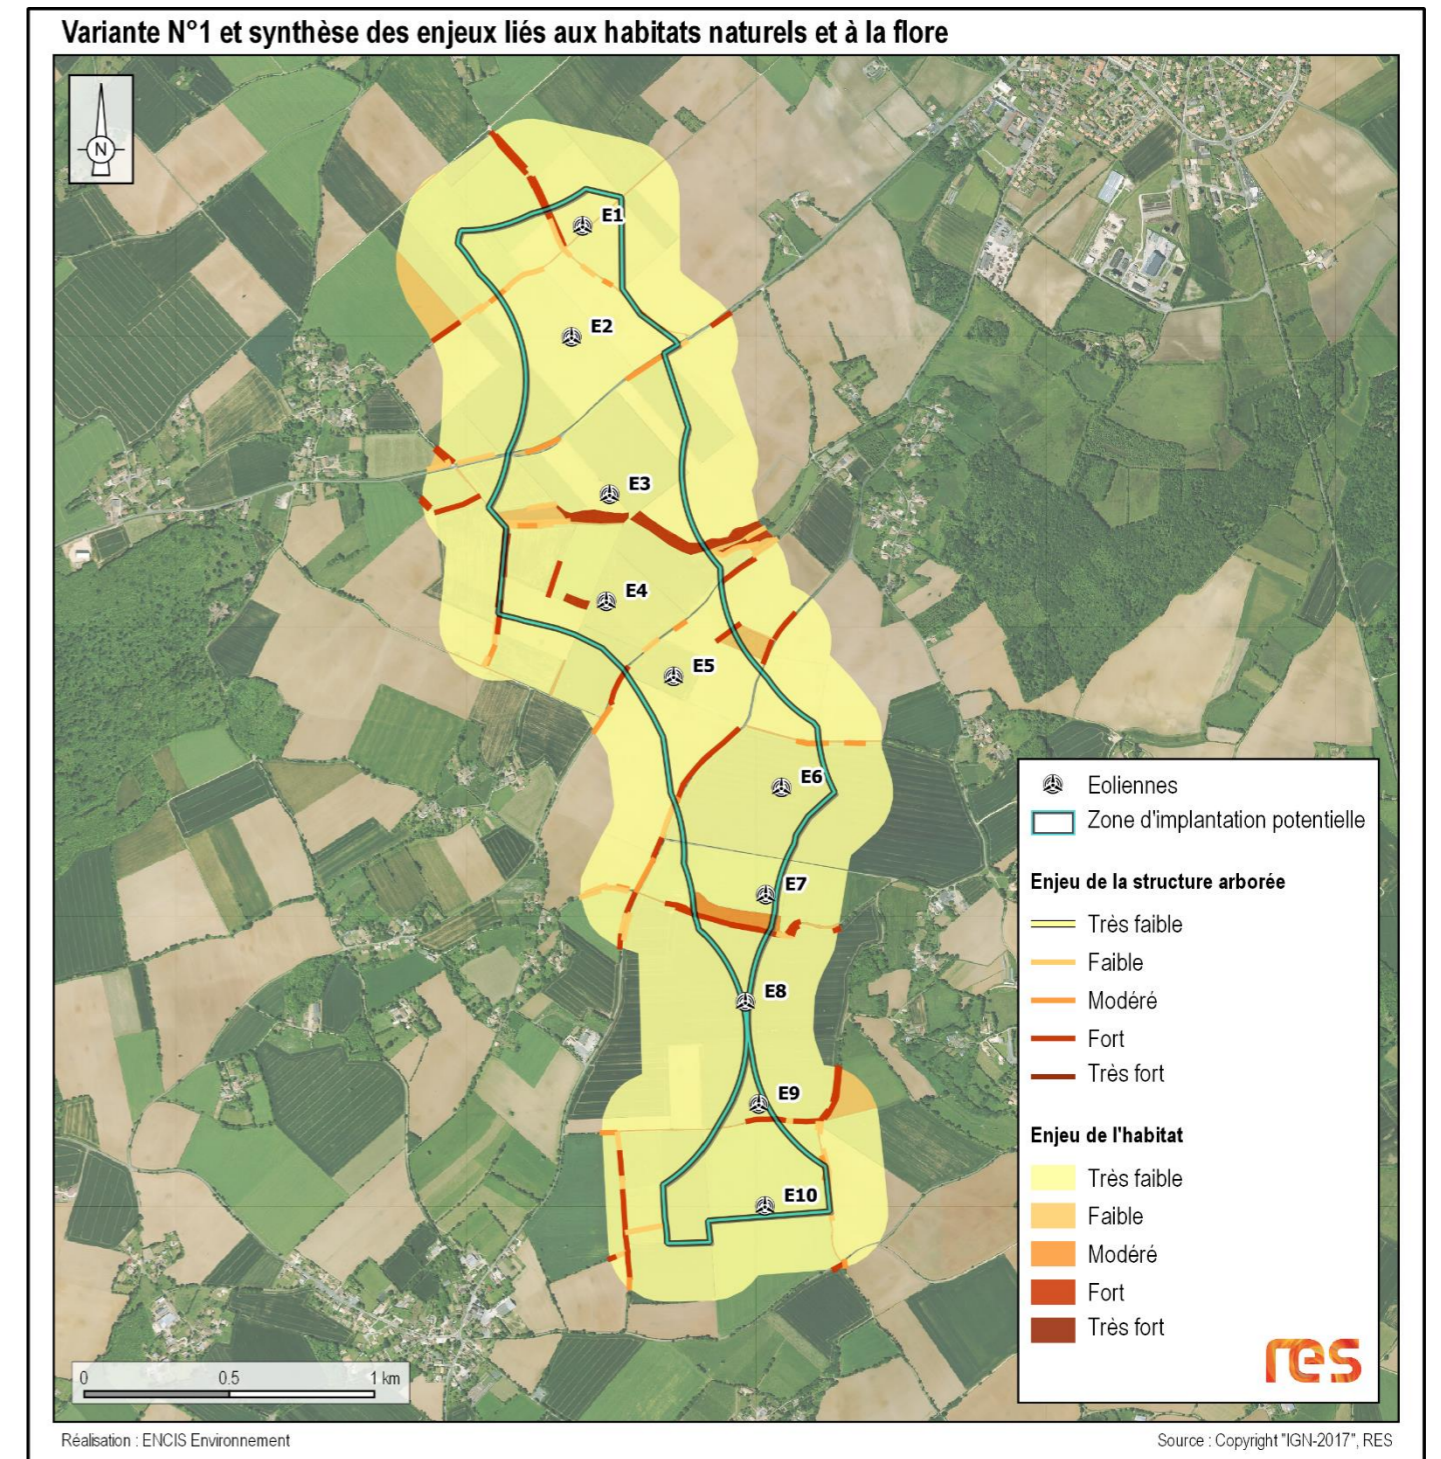 Variante N°1 et synthèse des enjeux liés aux habitats naturels et à la flore
N
E1
E2
E3
E4
E5
E6
E7
E8
E9
E10
Eoliennes
Zone d'implantation potentielle
Enjeu de la structure arborée
Très faible
Faible
Modéré
Fort
Très fort
Enjeu de l'habitat
Très faible
Faible
Modéré
Fort
Très fort
res
0 0.5 1 km
Réalisation : ENCIS Environnement
Source : Copyright "IGN-2017", RES